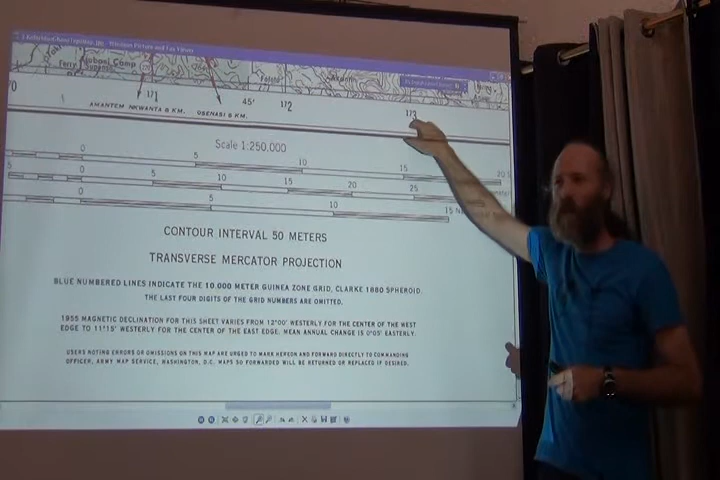 Nobani Camp
Ferry
171
45'
172
173
AMANTEM NKWANTA 6 KM.
OBENASI 6 KM.
Scale 1:250,000
5 0 5 10 15 20
0 5 10 15 20 25
0 5 10 15
CONTOUR INTERVAL 50 METERS
TRANSVERSE MERCATOR PROJECTION
BLUE NUMBERED LINES INDICATE THE 10,000 METER GUINEA ZONE GRID, CLARKE 1880 SPHEROID.
THE LAST FOUR DIGITS OF THE GRID NUMBERS ARE OMITTED.
1955 MAGNETIC DECLINATION FOR THIS SHEET VARIES FROM 12°00' WESTERLY FOR THE CENTER OF THE WEST
EDGE TO 11°15' WESTERLY FOR THE CENTER OF THE EAST EDGE. MEAN ANNUAL CHANGE IS 0°05' EASTERLY.
USERS NOTING ERRORS OR OMISSIONS ON THIS MAP ARE URGED TO MARK HEREON AND FORWARD DIRECTLY TO COMMANDING
OFFICER, ARMY MAP SERVICE, WASHINGTON, D.C. MAPS SO FORWARDED WILL BE RETURNED OR REPLACED IF DESIRED.